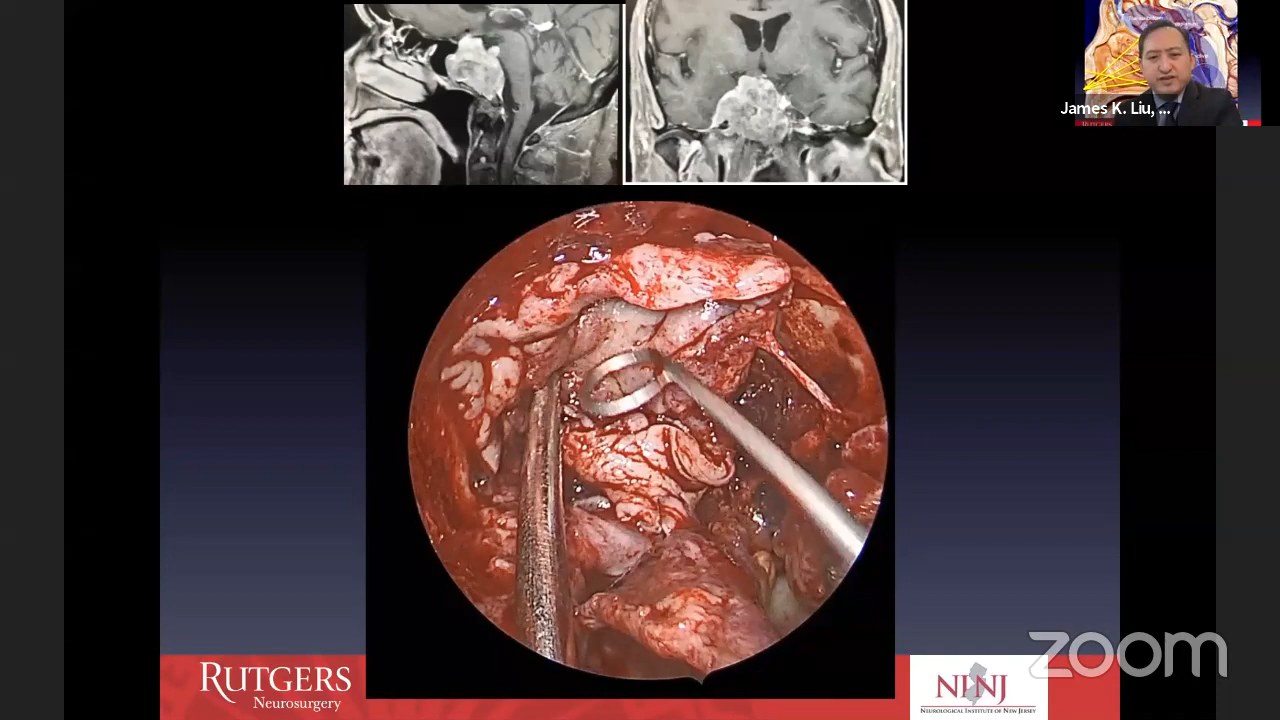 James K. Liu, ...
RUTGERS
Neurosurgery
NINJ
NEUROLOGICAL INSTITUTE OF NEW JERSEY
zoom